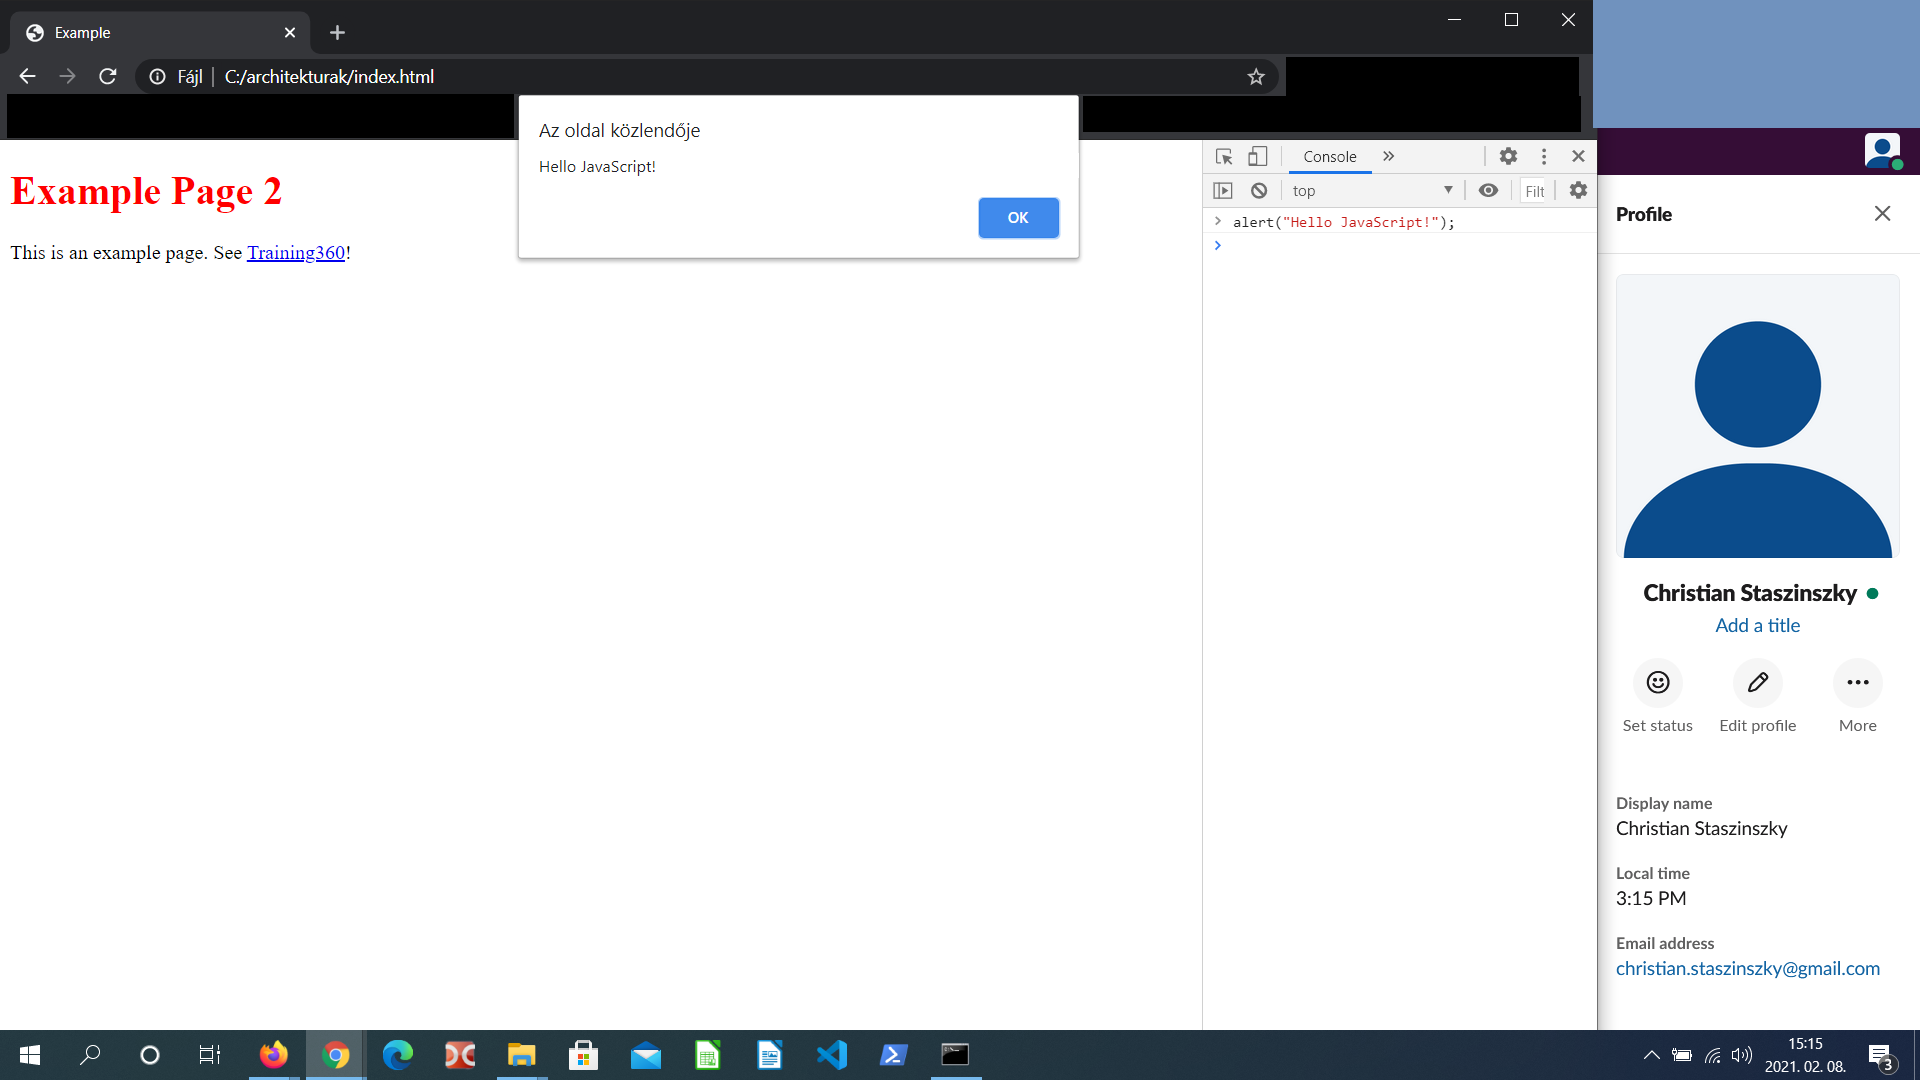 Example
Fájl
C:/architekturak/index.html
Az oldal közlendője
Hello JavaScript!
OK
Example Page 2
This is an example page. See Training360!
Console
top
Filt
alert("Hello JavaScript!");
Profile
Christian Staszinszky
Add a title
Set status
Edit profile
More
Display name
Christian Staszinszky
Local time
3:15 PM
Email address
christian.staszinszky@gmail.com
15:15
2021. 02. 08.
3